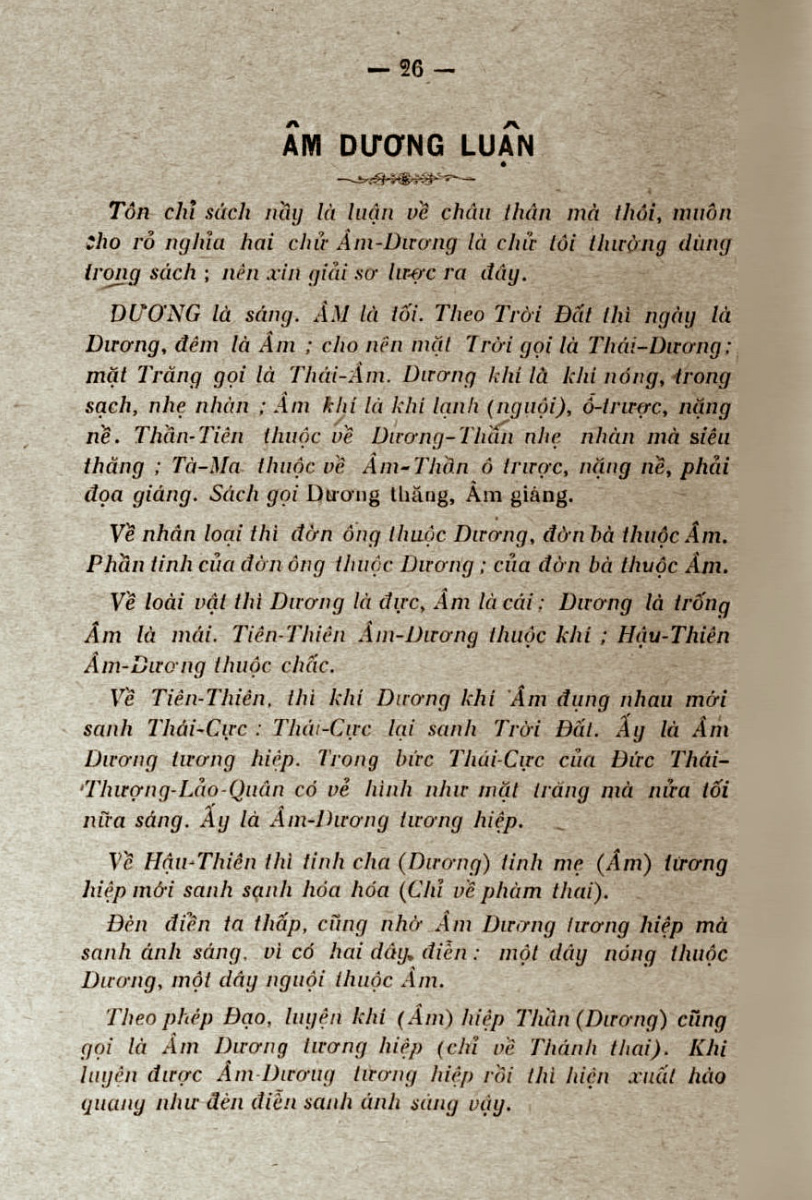 — 26 —
ÂM DƯƠNG LUẬN
Tôn chỉ sách nầy là luận về châu thân mà thôi, muôn
cho rỏ nghĩa hai chử Âm-Dương là chử tôi thường dùng
trong sách ; nên xin giải sơ lược ra đây.
DƯƠNG là sáng. ÂM là tối. Theo Trời Đất thì ngày là
Dương, đêm là Âm ; cho nên mặt Trời gọi là Thái-Dương;
mặt Trăng gọi là Thái-Âm. Dương khí là khí nóng, trong
sạch, nhẹ nhàn ; Âm khí là khí lạnh (nguội), ô-trược, nặng
nề. Thần-Tiên thuộc về Dương-Thần nhẹ nhàn mà siêu
thăng ; Tà-Ma thuộc về Âm-Thần ô trược, nặng nề, phải
đọa giáng. Sách gọi Dương thăng, Âm giáng.
Về nhân loại thì đờn ông thuộc Dương, đờn bà thuộc Âm.
Phần tinh của đờn ông thuộc Dương ; của đờn bà thuộc Âm.
Về loài vật thì Dương là đực, Âm là cái ; Dương là trống
Âm là mái. Tiên-Thiên Âm-Dương thuộc khí ; Hậu-Thiên
Âm-Dương thuộc chắc.
Về Tiên-Thiên, thì khí Dương khí Âm đụng nhau mới
sanh Thái-Cực : Thái-Cực lại sanh Trời Đất. Ấy là Âm
Dương tương hiệp. Trong bức Thái-Cực của Đức Thái-
Thượng-Lảo-Quân có vẻ hình như mặt trăng mà nửa tối
nữa sáng. Ấy là Âm-Dương tương hiệp.
Về Hậu-Thiên thì tinh cha (Dương) tinh mẹ (Âm) tương
hiệp mới sanh sạnh hóa hóa (Chỉ về phàm thai).
Đèn điển ta thấp, cũng nhờ Âm Dương tương hiệp mà
sanh ánh sáng, vì có hai dây điển : một dây nóng thuộc
Dương, một dây nguội thuộc Âm.
Theo phép Đạo, luyện khí (Âm) hiệp Thần (Dương) cũng
gọi là Âm Dương tương hiệp (chỉ về Thánh thai). Khi
luyện được Âm-Dương tương hiệp rồi thì hiện xuất hào
quang như đèn điển sanh ánh sáng vậy.